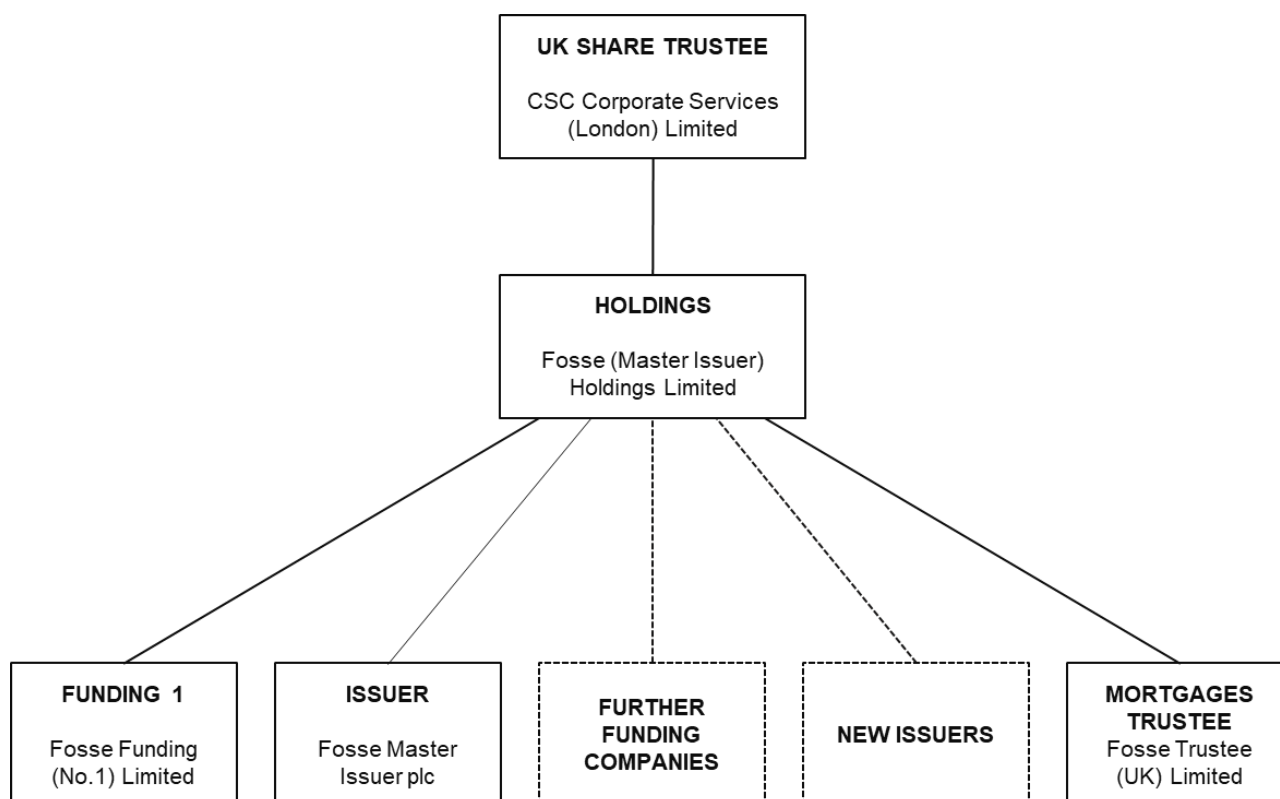 UK SHARE TRUSTEE
CSC Corporate Services
(London) Limited
HOLDINGS
Fosse (Master Issuer)
Holdings Limited
FUNDING 1
Fosse Funding
(No.1) Limited
ISSUER
Fosse Master
Issuer plc
FURTHER
FUNDING
COMPANIES
NEW ISSUERS
MORTGAGES
TRUSTEE
Fosse Trustee
(UK) Limited